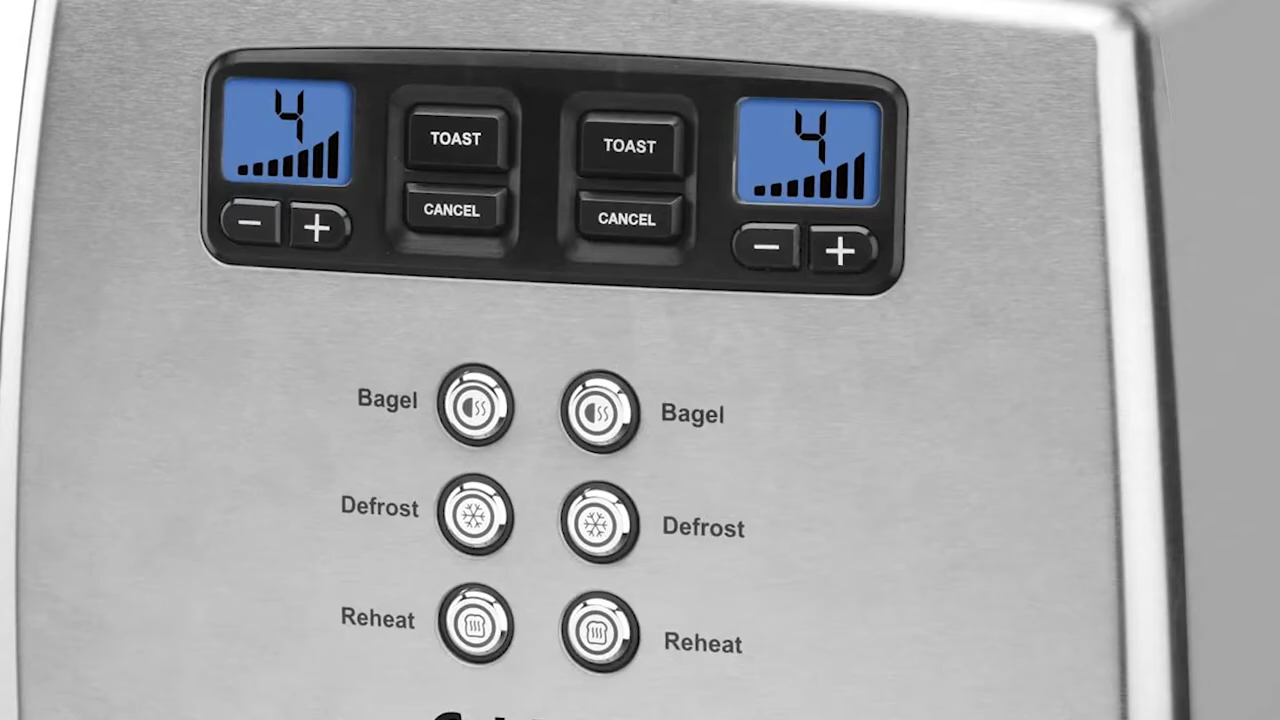 4
TOAST
CANCEL
− +
TOAST
CANCEL
4
− +
Bagel
Bagel
Defrost
Defrost
Reheat
Reheat